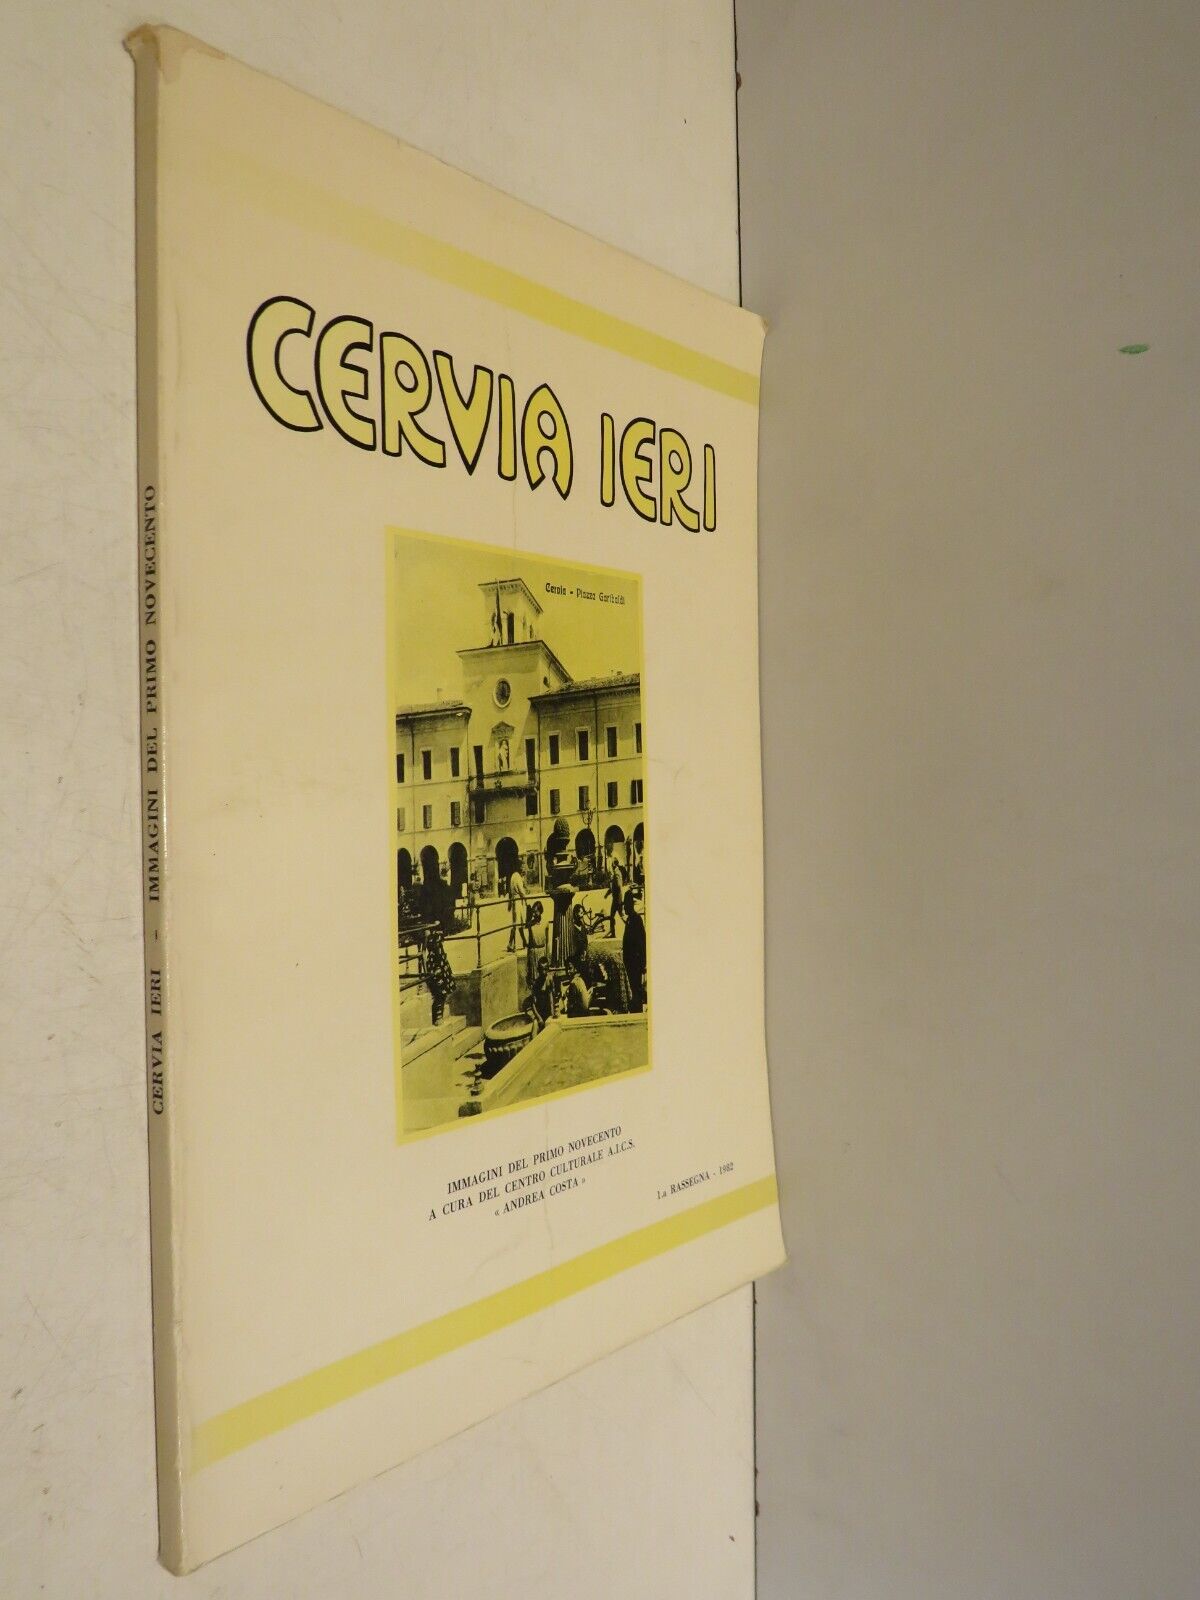 CERVIA IERI - IMMAGINI DEL PRIMO NOVECENTO
CERVIA IERI
Cervia - Piazza Garibaldi
IMMAGINI DEL PRIMO NOVECENTO
A CURA DEL CENTRO CULTURALE A.I.C.S.
« ANDREA COSTA »
La RASSEGNA - 1982